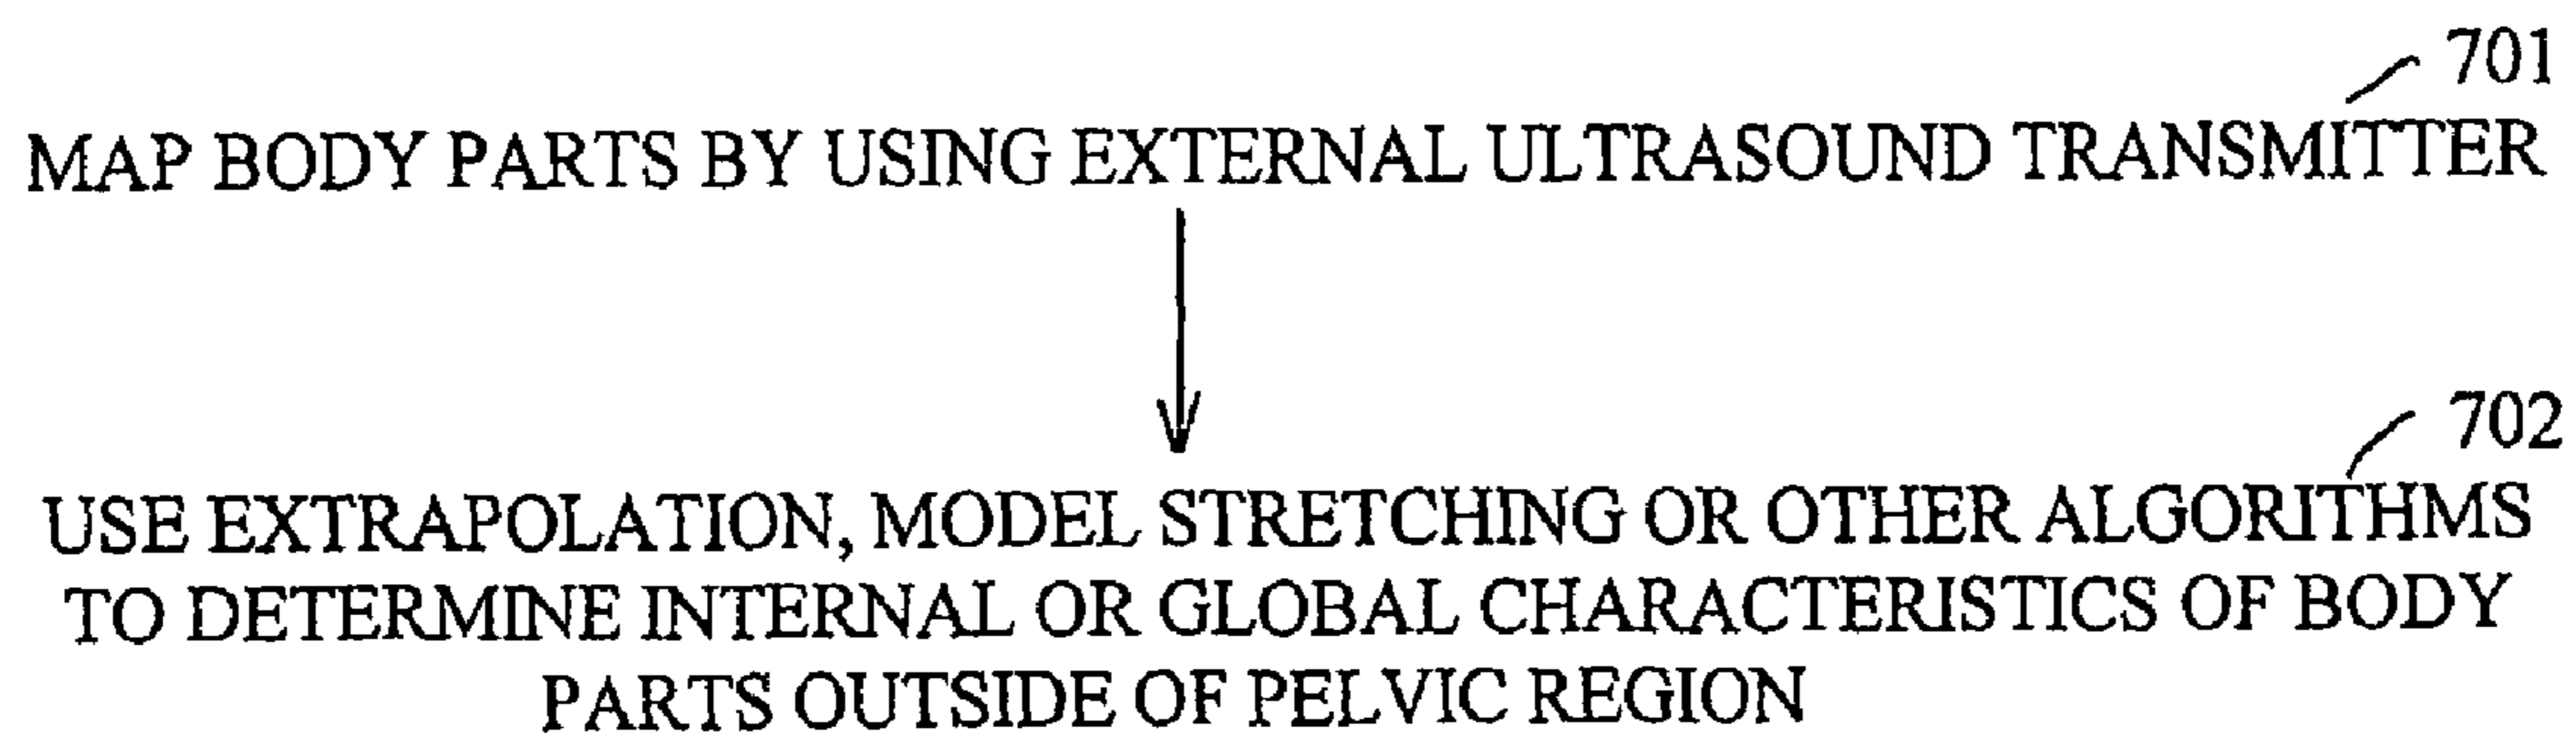 701
MAP BODY PARTS BY USING EXTERNAL ULTRASOUND TRANSMITTER
702
USE EXTRAPOLATION, MODEL STRETCHING OR OTHER ALGORITHMS
TO DETERMINE INTERNAL OR GLOBAL CHARACTERISTICS OF BODY
PARTS OUTSIDE OF PELVIC REGION